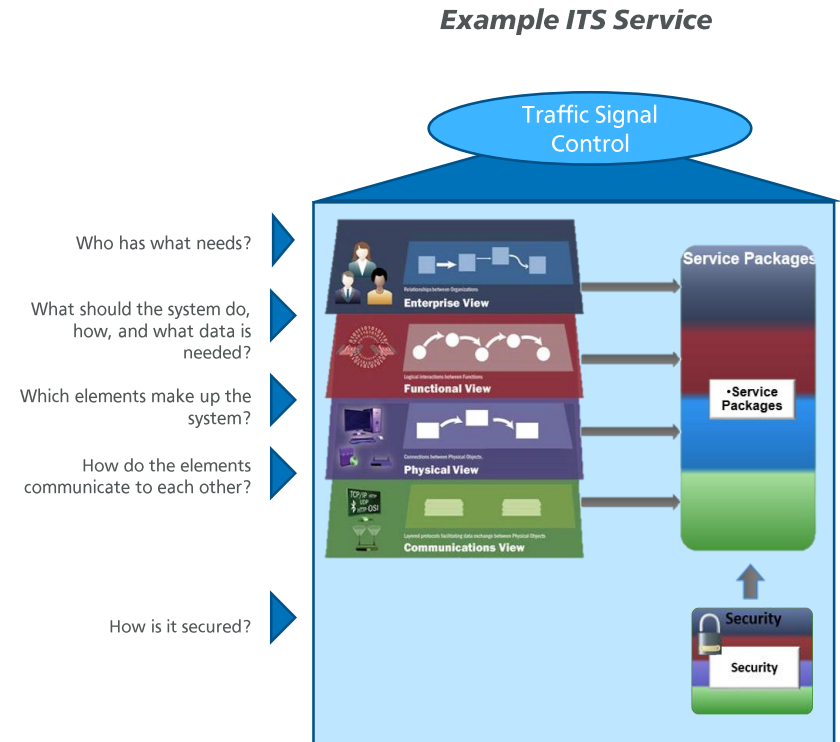 Example ITS Service
Traffic Signal
Control
Who has what needs?
What should the system do,
how, and what data is
needed?
Which elements make up the
system?
How do the elements
communicate to each other?
How is it secured?
Relationships between Organizations
Enterprise View
Logical Interactions between Functions
Functional View
Connections between Physical Objects.
Physical View
TCP/IP
UDP
HTTP OSI
Layered protocols facilitating data exchange between Physical Objects
Communications View
Service Packages
•Service
Packages
Security
Security